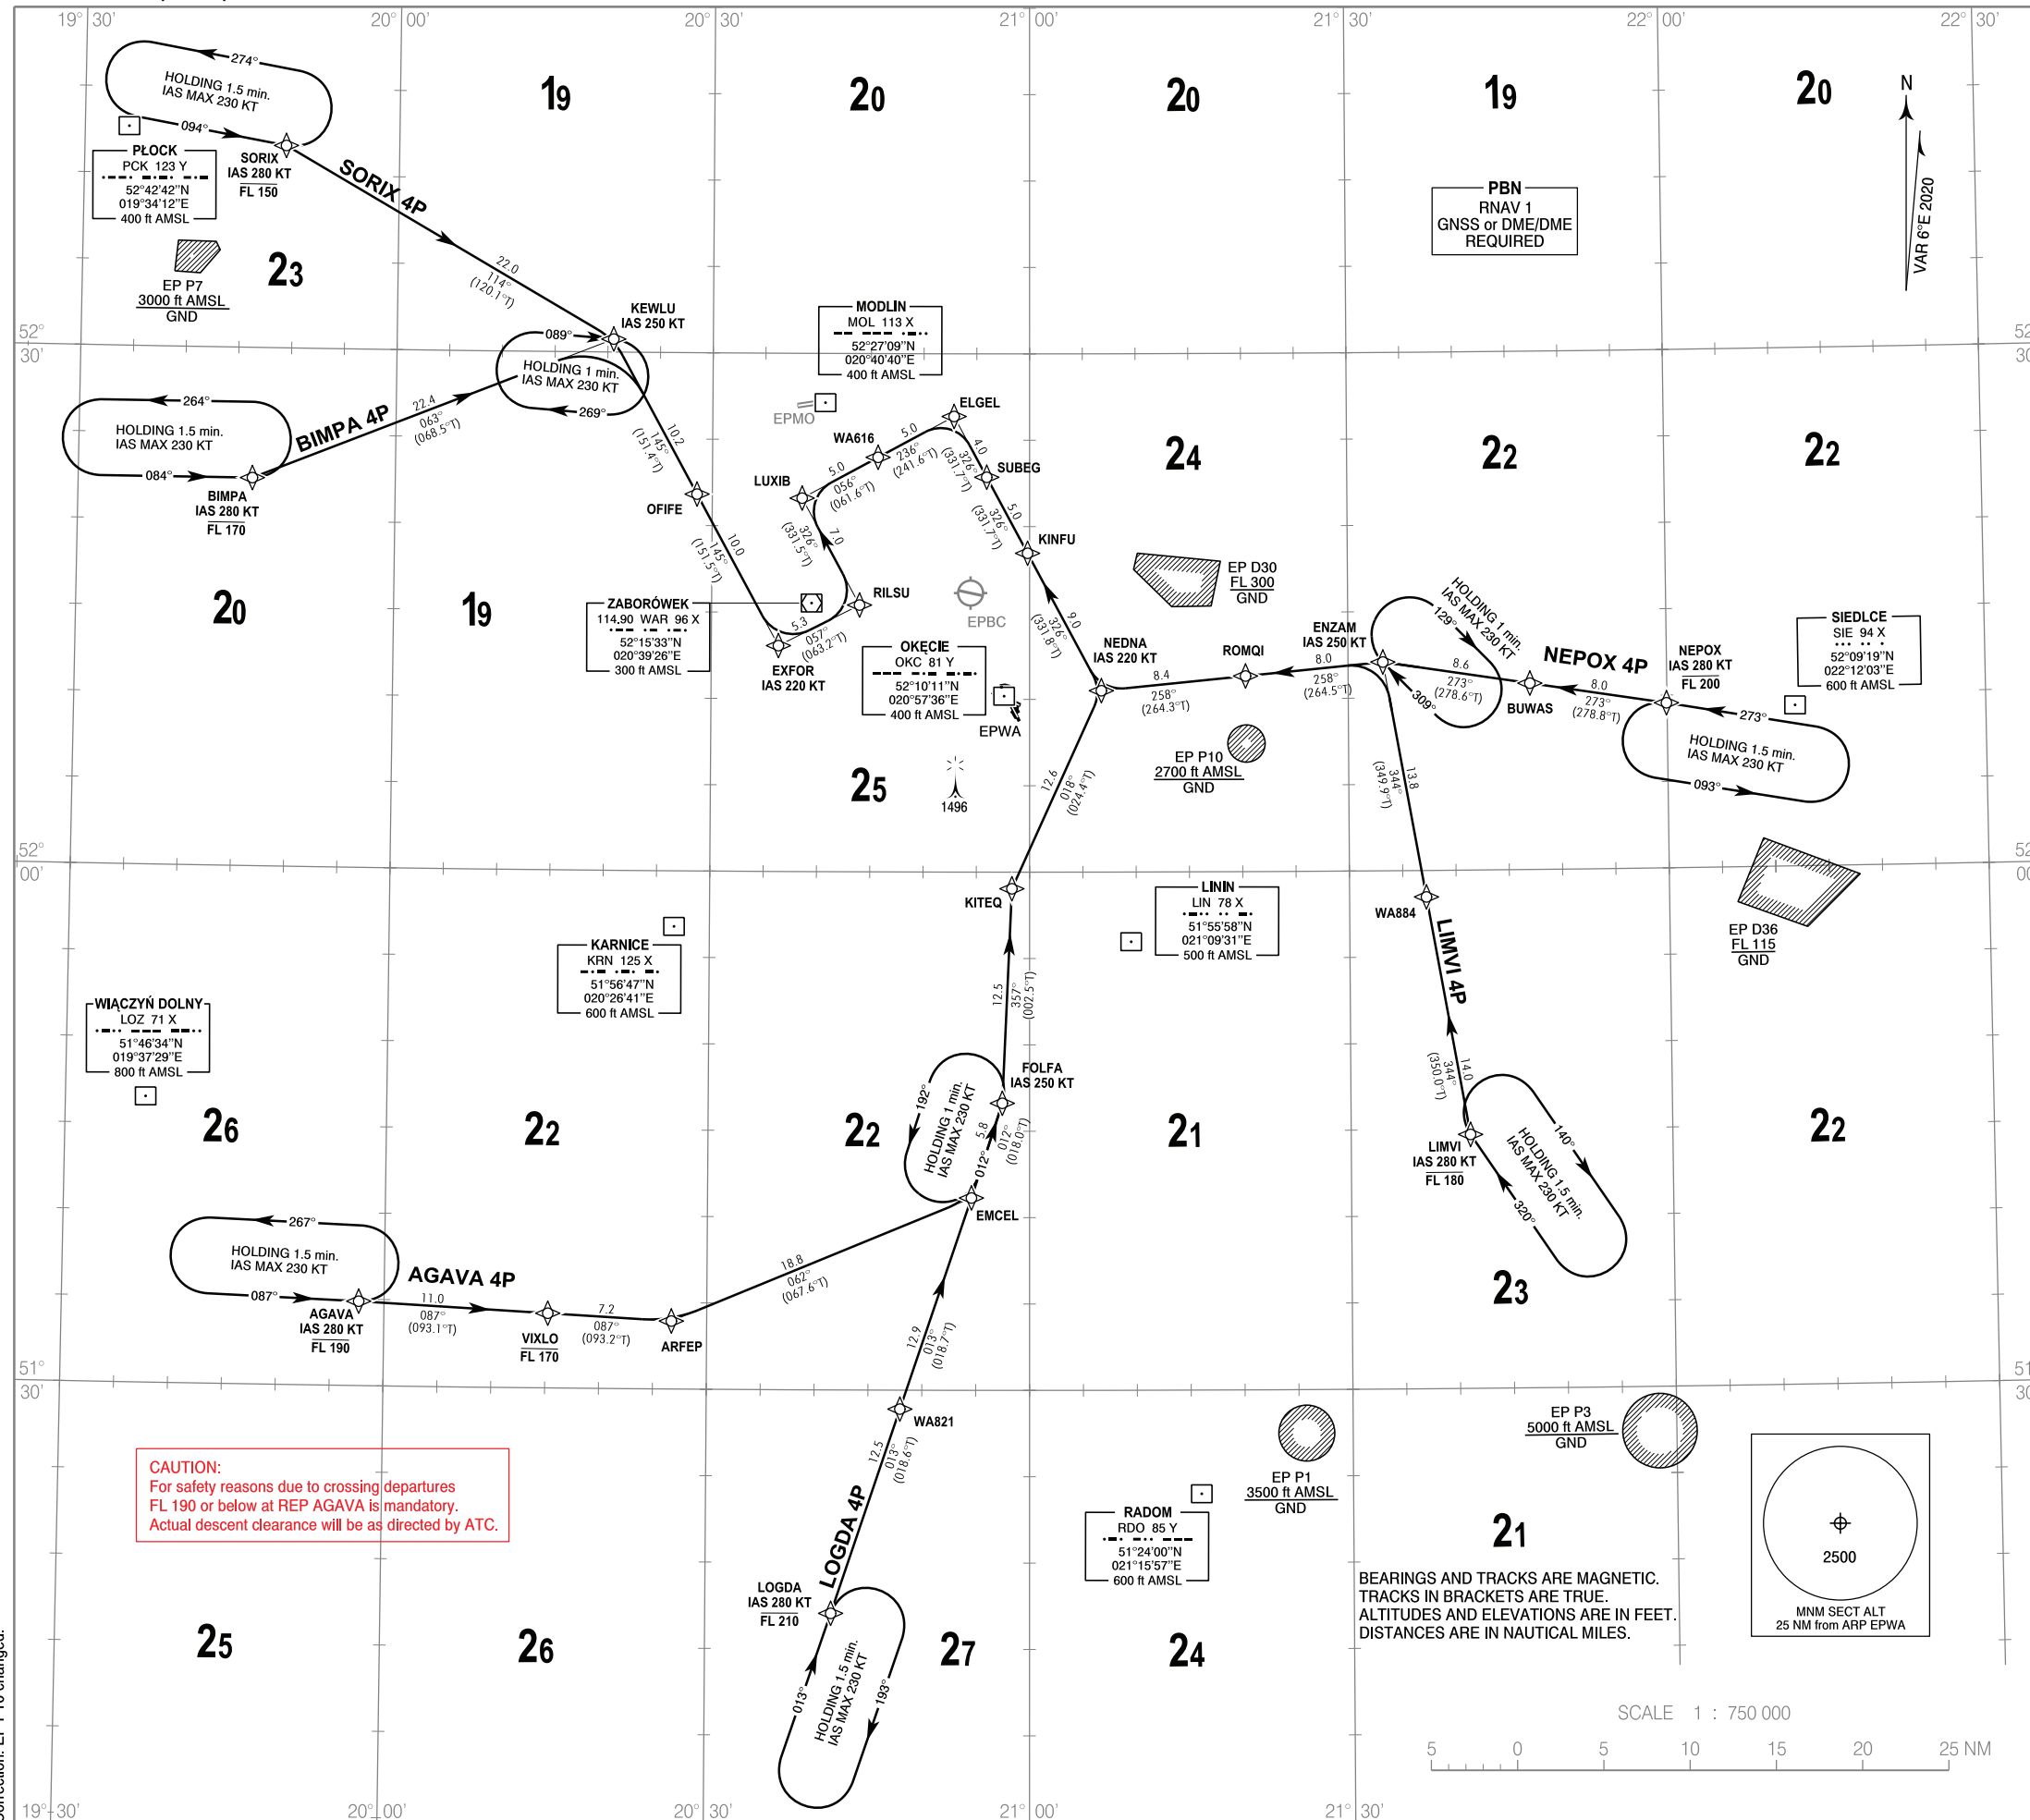 19° 30'
20° 00'
20° 30'
21° 00'
21° 30'
22° 00'
22° 30'
274°
HOLDING 1.5 min.
IAS MAX 230 KT
094°
PŁOCK
PCK 123 Y
52°42'42"N
019°34'12"E
400 ft AMSL
SORIX
IAS 280 KT
FL 150
SORIX 4P
19
20
20
19
20
N
VAR 6°E 2020
PBN
RNAV 1
GNSS or DME/DME
REQUIRED
EP P7
3000 ft AMSL
GND
23
22.0
114°
(120.1°T)
KEWLU
IAS 250 KT
089°
HOLDING 1 min.
IAS MAX 230 KT
269°
MODLIN
MOL 113 X
52°27'09"N
020°40'40"E
400 ft AMSL
EPMO
52°
30'
52
30
264°
HOLDING 1.5 min.
IAS MAX 230 KT
084°
BIMPA
IAS 280 KT
FL 170
BIMPA 4P
22.4
063°
(068.5°T)
10.2
145°
(151.4°T)
OFIFE
10.0
145°
(151.5°T)
ELGEL
WA616
LUXIB
5.0
236°
(241.6°T)
5.0
056°
(061.6°T)
4.0
326°
(331.7°T)
SUBEG
5.0
326°
(331.7°T)
KINFU
7.0
326°
(331.5°T)
RILSU
5.3
057°
(063.2°T)
EXFOR
IAS 220 KT
24
22
22
20
19
ZABORÓWEK
114.90 WAR 96 X
52°15'33"N
020°39'26"E
300 ft AMSL
EPBC
OKĘCIE
OKC 81 Y
52°10'11"N
020°57'36"E
400 ft AMSL
EPWA
9.0
326°
(331.8°T)
NEDNA
IAS 220 KT
EP D30
FL 300
GND
ROMQI
8.4
258°
(264.3°T)
8.0
258°
(264.5°T)
ENZAM
IAS 250 KT
HOLDING 1 min.
IAS MAX 230 KT
129°
309°
8.6
273°
(278.6°T)
BUWAS
NEPOX 4P
8.0
273°
(278.8°T)
NEPOX
IAS 280 KT
FL 200
SIEDLCE
SIE 94 X
52°09'19"N
022°12'03"E
600 ft AMSL
273°
HOLDING 1.5 min.
IAS MAX 230 KT
093°
EP P10
2700 ft AMSL
GND
25
1496
12.6
018°
(024.4°T)
13.8
344°
(349.9°T)
52°
00'
52
00
KITEQ
LININ
LIN 78 X
51°55'58"N
021°09'31"E
500 ft AMSL
WA884
EP D36
FL 115
GND
KARNICE
KRN 125 X
51°56'47"N
020°26'41"E
600 ft AMSL
WIĄCZYŃ DOLNY
LOZ 71 X
51°46'34"N
019°37'29"E
800 ft AMSL
12.5
357°
(002.5°T)
LIMVI 4P
14.0
344°
(350.0°T)
FOLFA
IAS 250 KT
192°
HOLDING 1 min.
IAS MAX 230 KT
012°
5.8
012°
(018.0°T)
EMCEL
26
22
22
21
22
LIMVI
IAS 280 KT
FL 180
140°
HOLDING 1.5 min.
IAS MAX 230 KT
320°
23
267°
HOLDING 1.5 min.
IAS MAX 230 KT
087°
AGAVA
IAS 280 KT
FL 190
AGAVA 4P
11.0
087°
(093.1°T)
VIXLO
FL 170
7.2
087°
(093.2°T)
ARFEP
18.8
062°
(067.6°T)
12.9
013°
(018.7°T)
51°
30'
51
30
WA821
12.5
013°
(018.6°T)
CAUTION:
For safety reasons due to crossing departures
FL 190 or below at REP AGAVA is mandatory.
Actual descent clearance will be as directed by ATC.
EP P1
3500 ft AMSL
GND
EP P3
5000 ft AMSL
GND
RADOM
RDO 85 Y
51°24'00"N
021°15'57"E
600 ft AMSL
21
2500
MNM SECT ALT
25 NM from ARP EPWA
LOGDA 4P
LOGDA
IAS 280 KT
FL 210
013°
HOLDING 1.5 min.
IAS MAX 230 KT
193°
25
26
27
24
BEARINGS AND TRACKS ARE MAGNETIC.
TRACKS IN BRACKETS ARE TRUE.
ALTITUDES AND ELEVATIONS ARE IN FEET.
DISTANCES ARE IN NAUTICAL MILES.
SCALE 1 : 750 000
5 0 5 10 15 20 25 NM
19° 30'
20° 00'
20° 30'
21° 00'
21° 30'